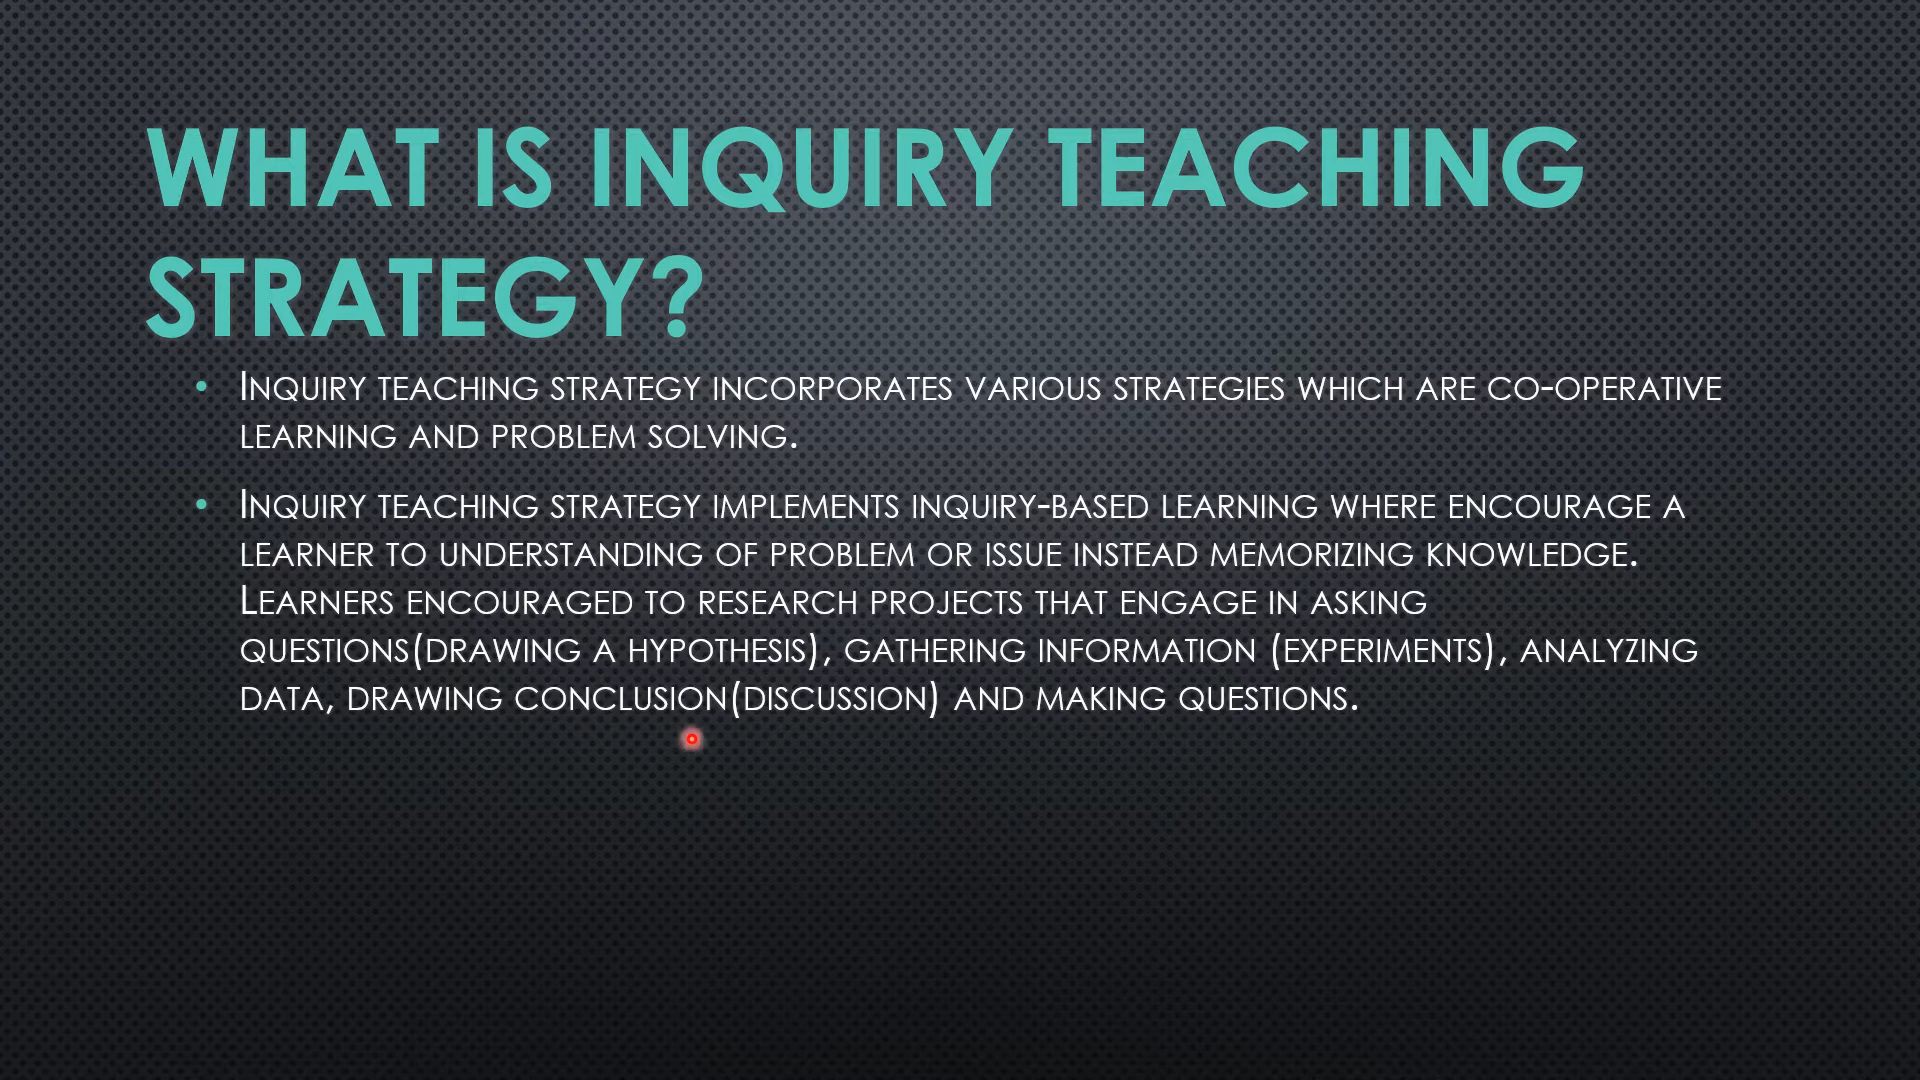 WHAT IS INQUIRY TEACHING
STRATEGY?
• Inquiry teaching strategy incorporates various strategies which are co-operative
learning and problem solving.
• Inquiry teaching strategy implements inquiry-based learning where encourage a
learner to understanding of problem or issue instead memorizing knowledge.
Learners encouraged to research projects that engage in asking
questions(drawing a hypothesis), gathering information (experiments), analyzing
data, drawing conclusion(discussion) and making questions.